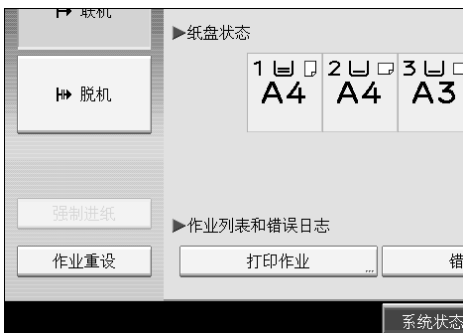 联机
▶纸盘状态
脱机
1 2 3
A4 A4 A3
强制进纸
▶作业列表和错误日志
作业重设
打印作业...
错
系统状态